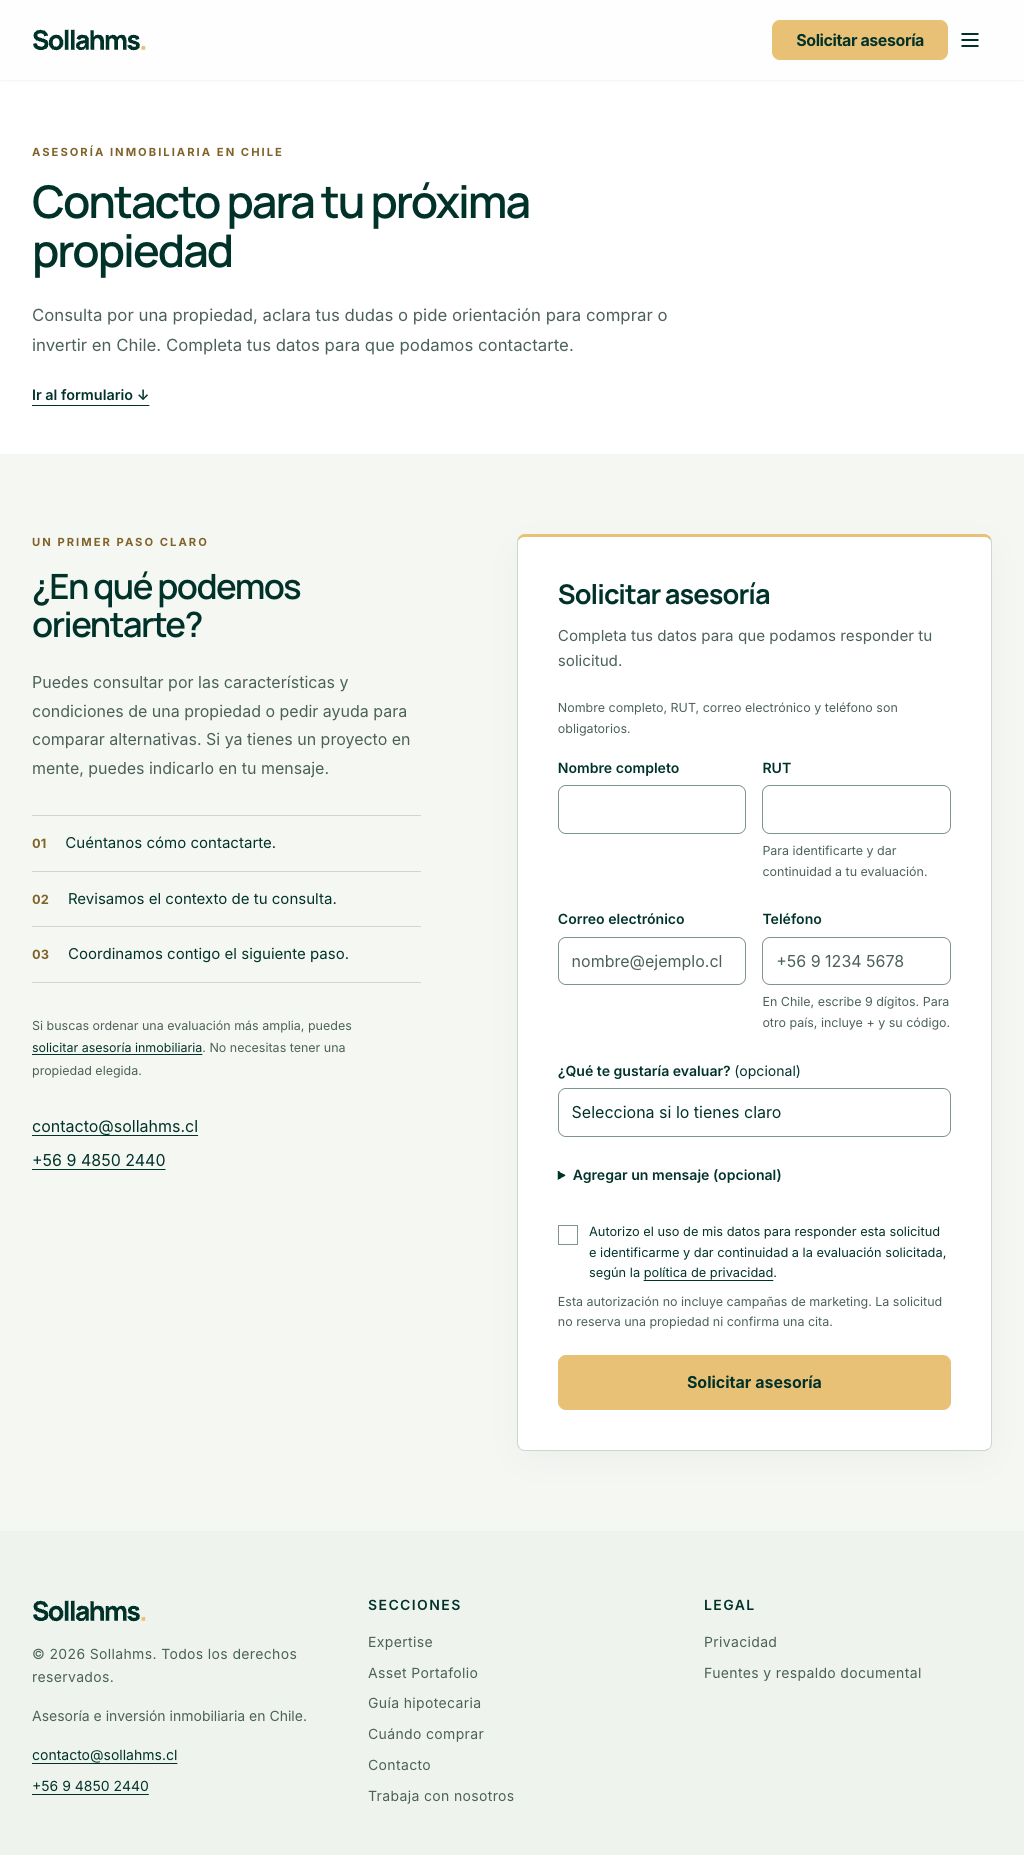 Sollahms.
Solicitar asesoría
ASESORÍA INMOBILIARIA EN CHILE
Contacto para tu próxima
propiedad
Consulta por una propiedad, aclara tus dudas o pide orientación para comprar o
invertir en Chile. Completa tus datos para que podamos contactarte.
Ir al formulario ↓
UN PRIMER PASO CLARO
¿En qué podemos
orientarte?
Puedes consultar por las características y
condiciones de una propiedad o pedir ayuda para
comparar alternativas. Si ya tienes un proyecto en
mente, puedes indicarlo en tu mensaje.
01 Cuéntanos cómo contactarte.
02 Revisamos el contexto de tu consulta.
03 Coordinamos contigo el siguiente paso.
Si buscas ordenar una evaluación más amplia, puedes
solicitar asesoría inmobiliaria. No necesitas tener una
propiedad elegida.
contacto@sollahms.cl
+56 9 4850 2440
Solicitar asesoría
Completa tus datos para que podamos responder tu
solicitud.
Nombre completo, RUT, correo electrónico y teléfono son
obligatorios.
Nombre completo
RUT
Para identificarte y dar
continuidad a tu evaluación.
Correo electrónico
nombre@ejemplo.cl
Teléfono
+56 9 1234 5678
En Chile, escribe 9 dígitos. Para
otro país, incluye + y su código.
¿Qué te gustaría evaluar? (opcional)
Selecciona si lo tienes claro
Agregar un mensaje (opcional)
Autorizo el uso de mis datos para responder esta solicitud
e identificarme y dar continuidad a la evaluación solicitada,
según la política de privacidad.
Esta autorización no incluye campañas de marketing. La solicitud
no reserva una propiedad ni confirma una cita.
Solicitar asesoría
Sollahms.
© 2026 Sollahms. Todos los derechos
reservados.
Asesoría e inversión inmobiliaria en Chile.
contacto@sollahms.cl
+56 9 4850 2440
SECCIONES
Expertise
Asset Portafolio
Guía hipotecaria
Cuándo comprar
Contacto
Trabaja con nosotros
LEGAL
Privacidad
Fuentes y respaldo documental